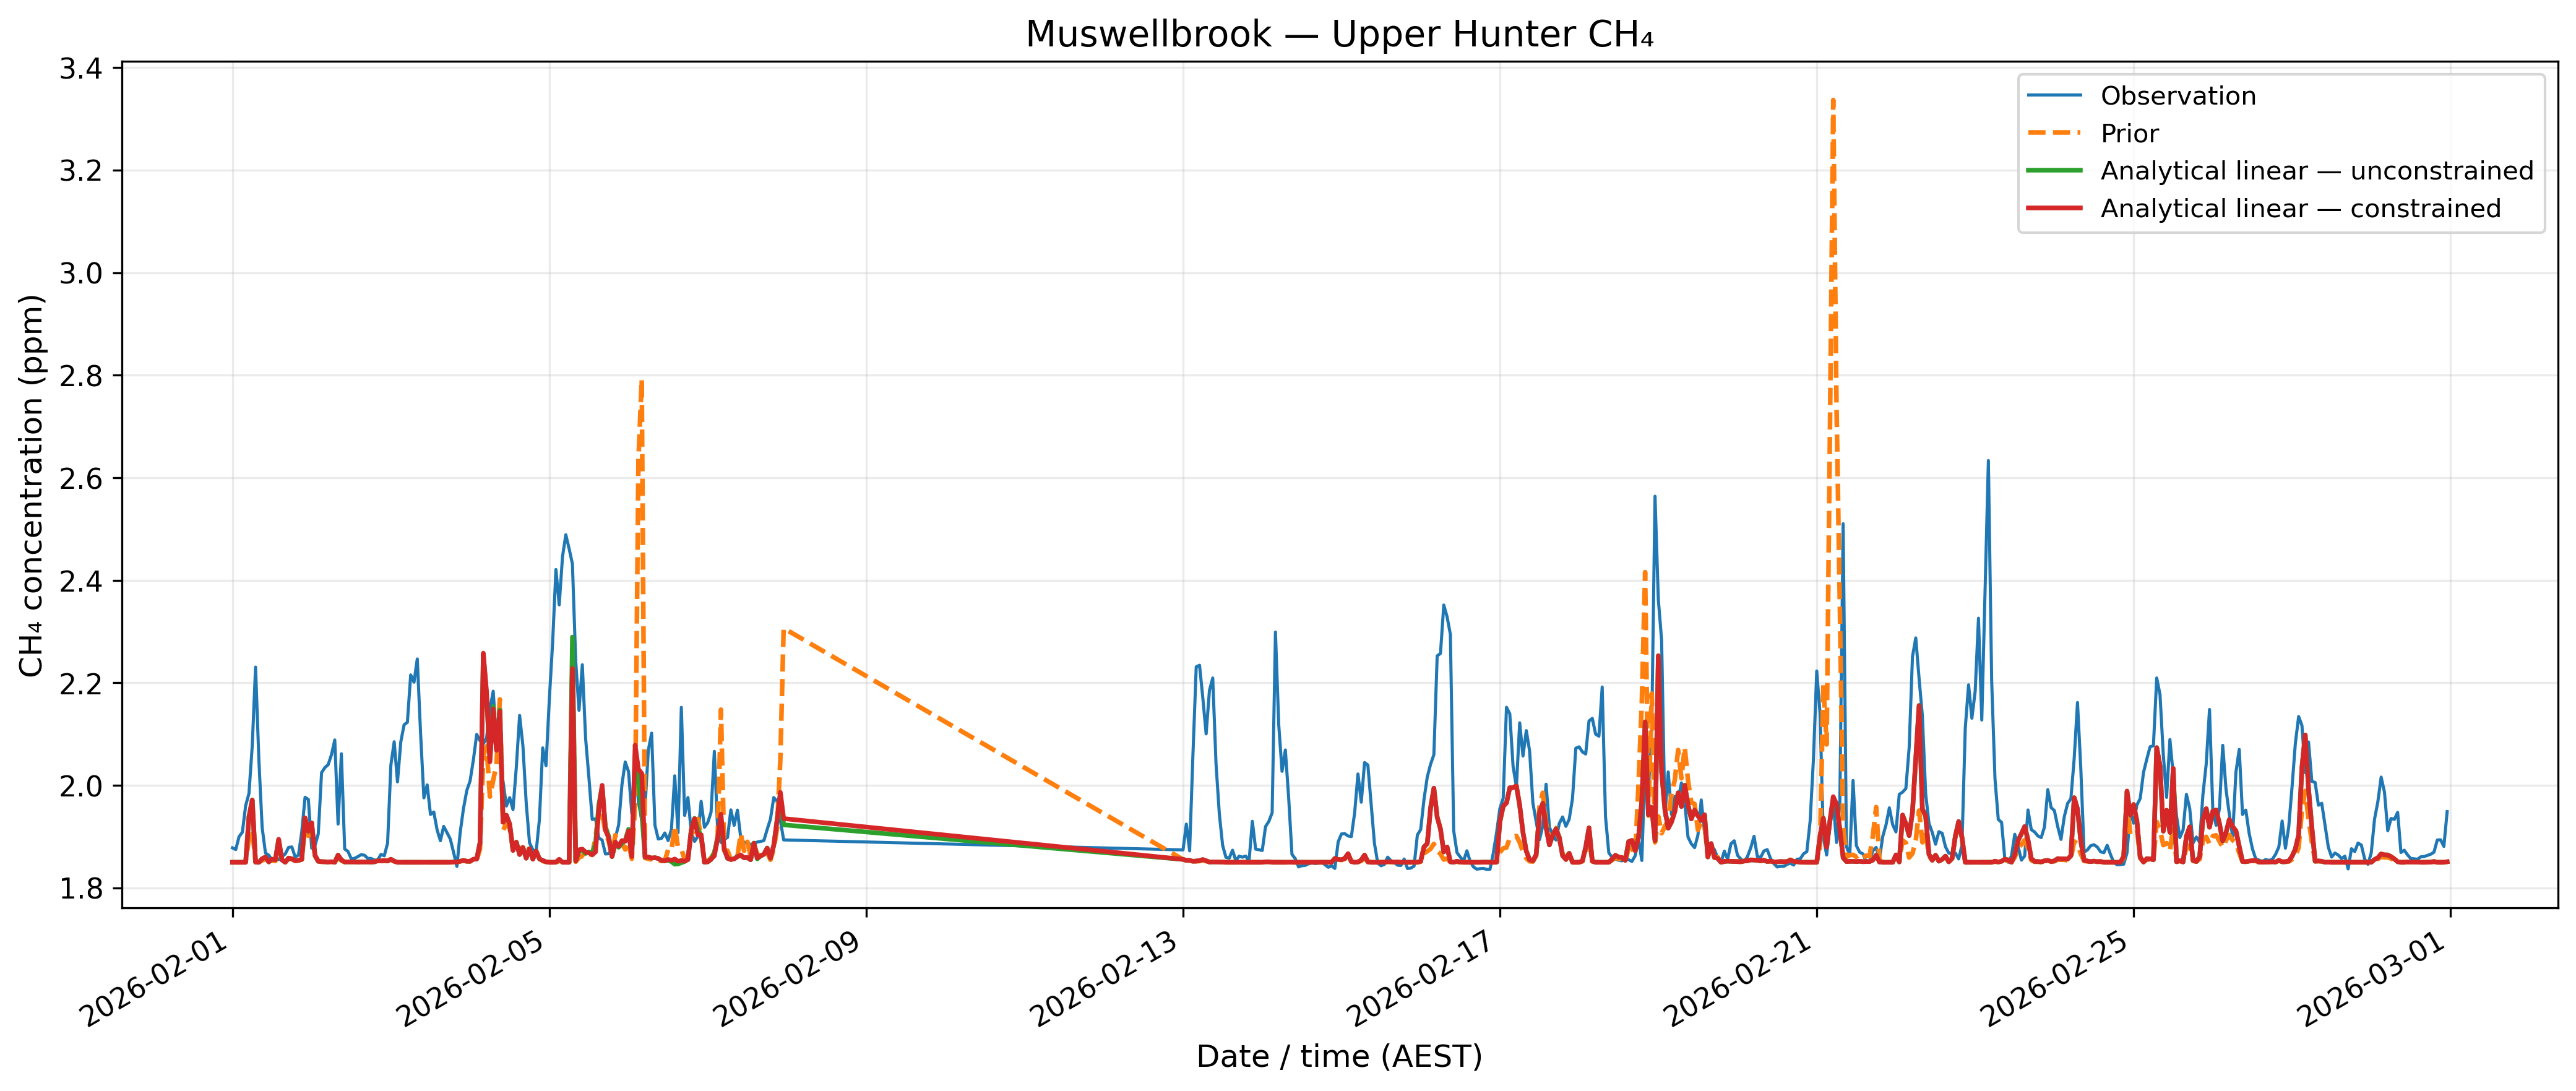 Muswellbrook — Upper Hunter CH₄
3.4
3.2
3.0
2.8
2.6
2.4
2.2
2.0
1.8
CH₄ concentration (ppm)
Observation
Prior
Analytical linear — unconstrained
Analytical linear — constrained
2026-02-01
2026-02-05
2026-02-09
2026-02-13
2026-02-17
2026-02-21
2026-02-25
2026-03-01
Date / time (AEST)